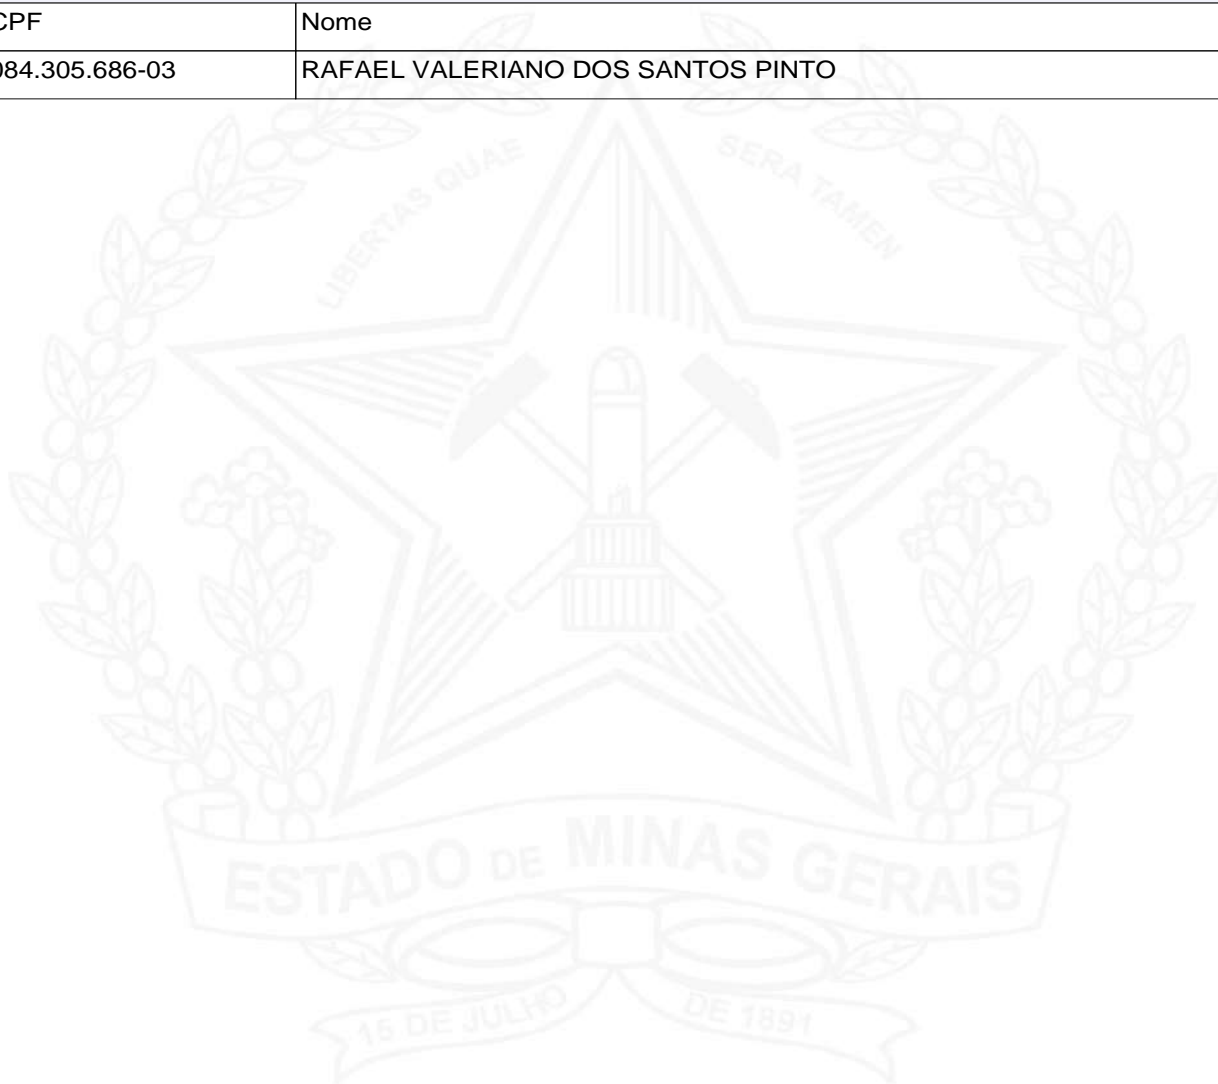 CPF Nome
084.305.686-03 RAFAEL VALERIANO DOS SANTOS PINTO
LIBERTAS QUAE SERA TAMEN
ESTADO DE MINAS GERAIS
15 DE JULHO DE 1891